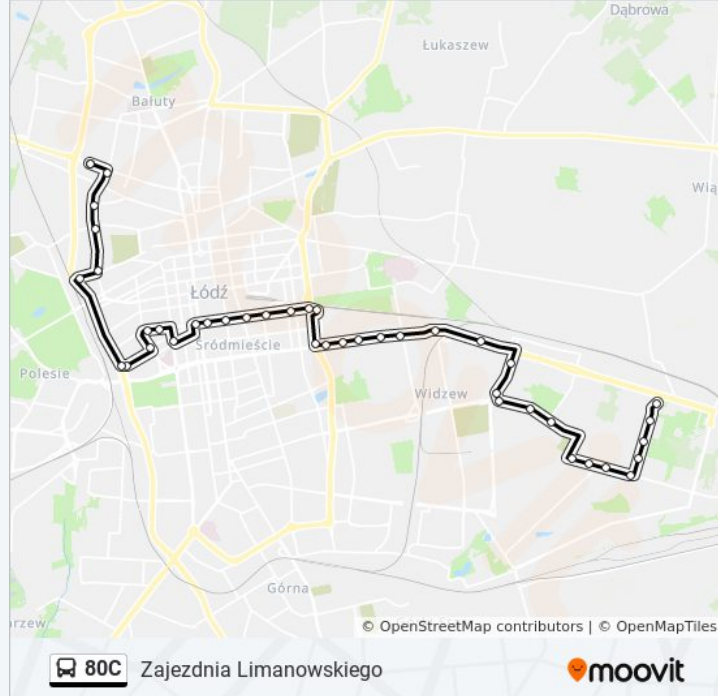 Dąbrowa
Łukaszew
Bałuty
Wią
Łódź
Śródmieście
Polesie
Widzew
Górna
arzew
© OpenStreetMap contributors | © OpenMapTiles
80C Zajezdnia Limanowskiego
moovit